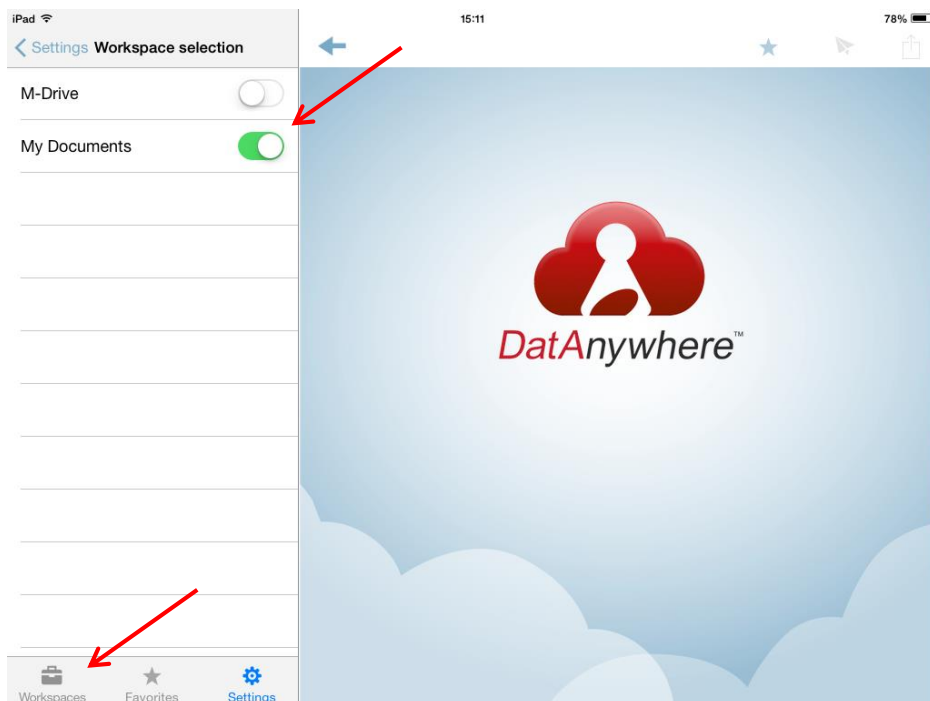 iPad 15:11 78%
Settings Workspace selection
M-Drive
My Documents
DatAnywhere™
Workspaces Favorites Settings